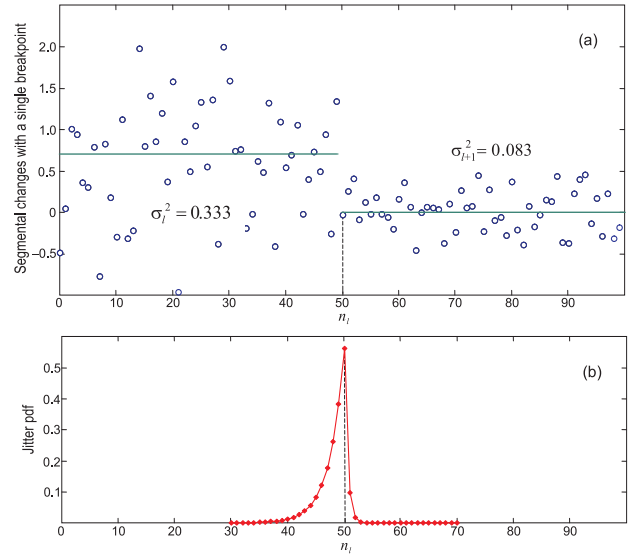 (a)
Segmental changes with a single breakpoint
2.0
1.5
1.0
0.5
0
−0.5
σ_l^2 = 0.333
σ_{l+1}^2 = 0.083
0 10 20 30 40 50 60 70 80 90
n_l
(b)
Jitter pdf
0.5
0.4
0.3
0.2
0.1
0 10 20 30 40 50 60 70 80 90
n_l